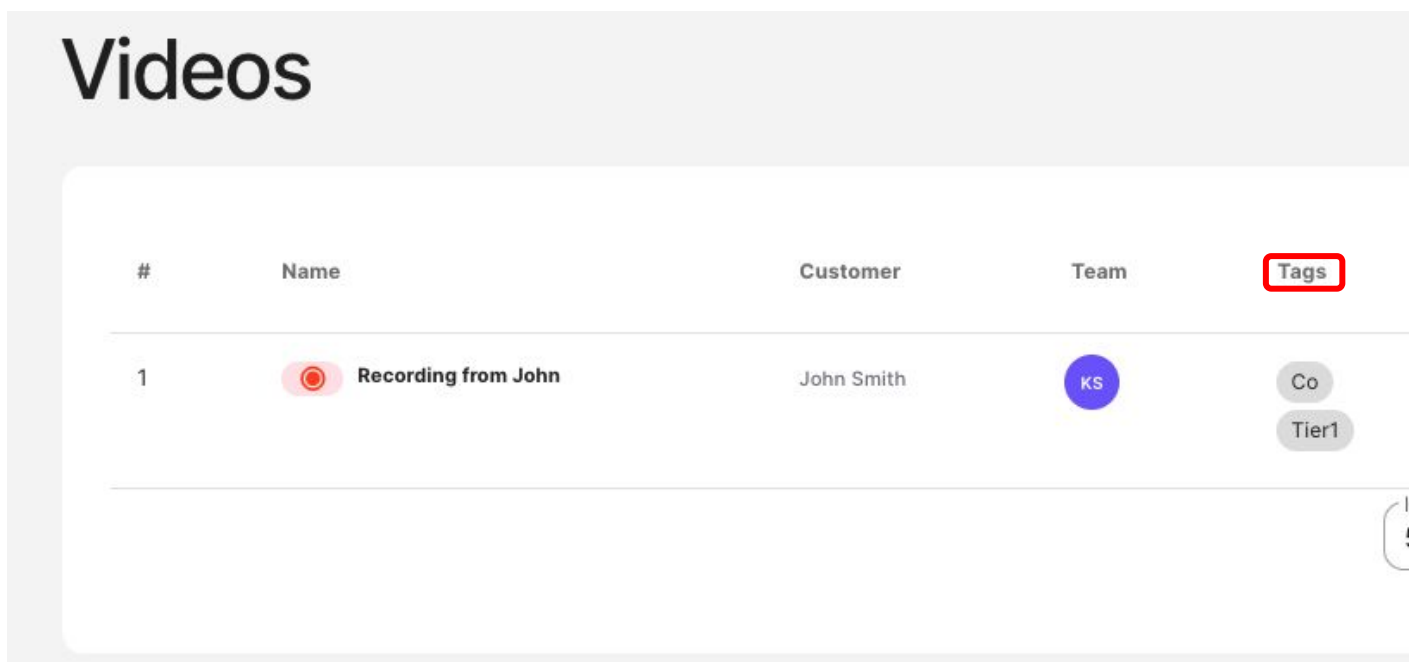 Videos
# Name Customer Team Tags
1 Recording from John John Smith KS Co
Tier1